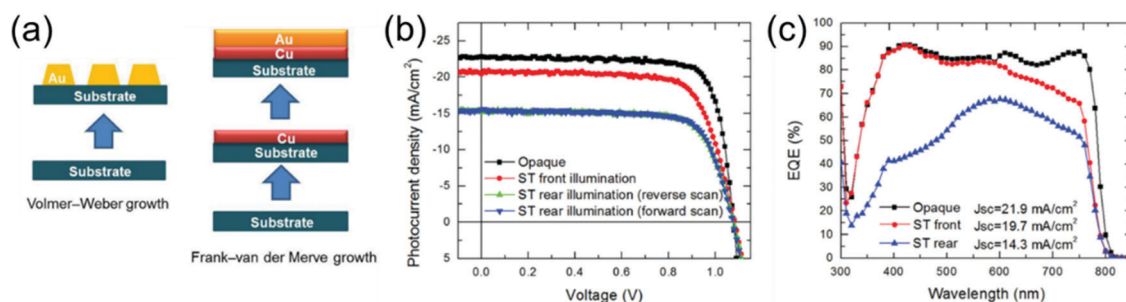 (a)
Au
Substrate
Substrate
Volmer–Weber growth
Au
Cu
Substrate
Cu
Substrate
Substrate
Frank–van der Merve growth
(b)
Photocurrent density (mA/cm²)
-25
-20
-15
-10
-5
0
5
Opaque
ST front illumination
ST rear illumination (reverse scan)
ST rear illumination (forward scan)
0.0 0.2 0.4 0.6 0.8 1.0
Voltage (V)
(c)
EQE (%)
100
90
80
70
60
50
40
30
20
10
0
Opaque Jsc=21.9 mA/cm²
ST front Jsc=19.7 mA/cm²
ST rear Jsc=14.3 mA/cm²
300 400 500 600 700 800
Wavelength (nm)